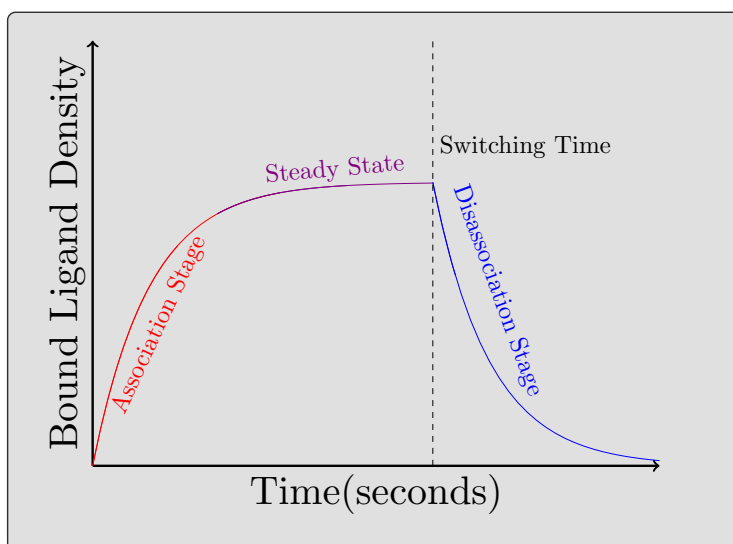 Bound Ligand Density
Association Stage
Steady State
Switching Time
Disassociation Stage
Time(seconds)